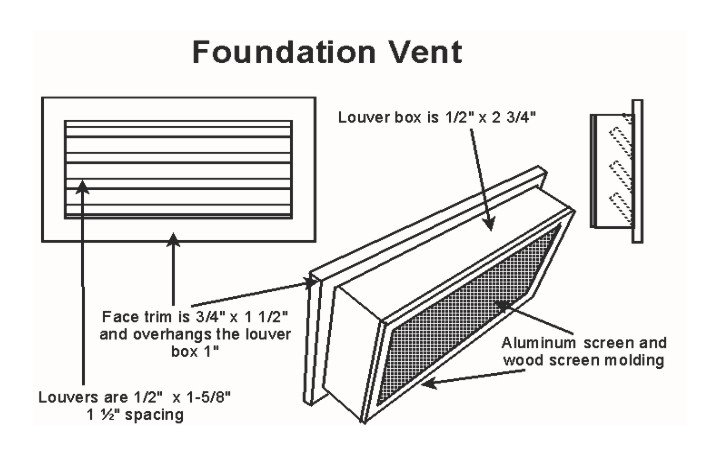 Foundation Vent
Louver box is 1/2" x 2 3/4"
Face trim is 3/4" x 1 1/2"
and overhangs the louver
box 1"
Aluminum screen and
wood screen molding
Louvers are 1/2"  x 1-5/8"
1 ½" spacing